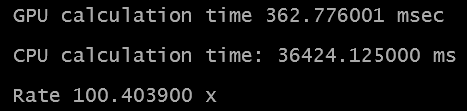 GPU calculation time 362.776001 msec
CPU calculation time: 36424.125000 ms
Rate 100.403900 x